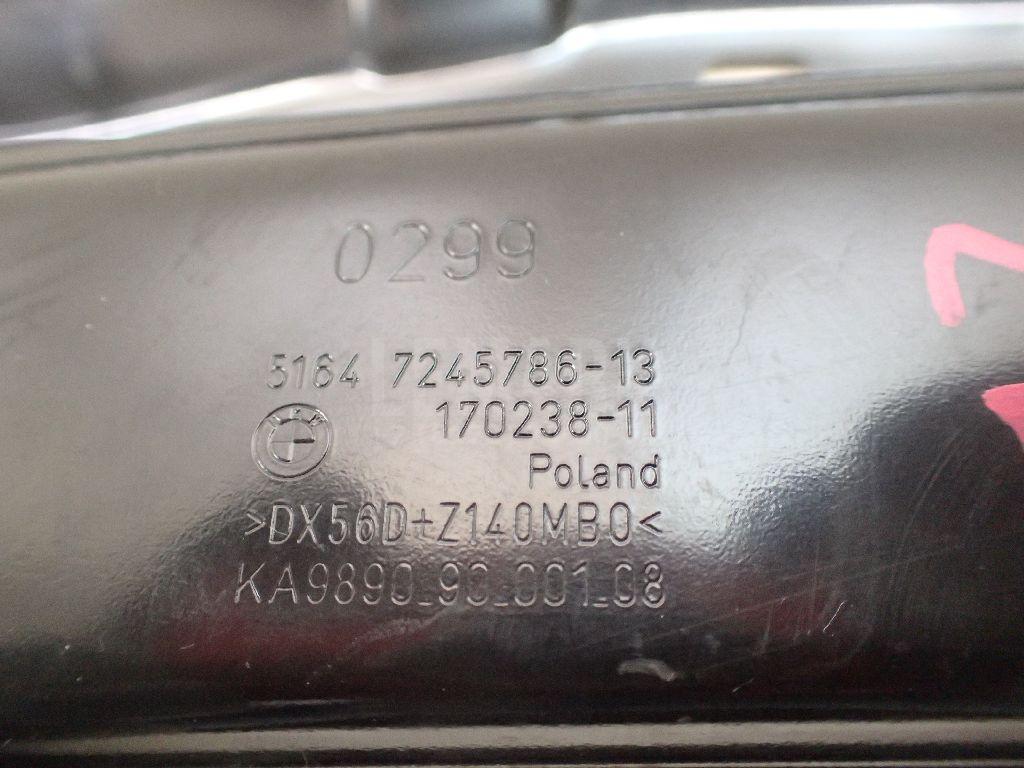 0299
5164 7245786-13
170238-11
Poland
>DX56D+Z140MBO<
KA9890_90_001_08